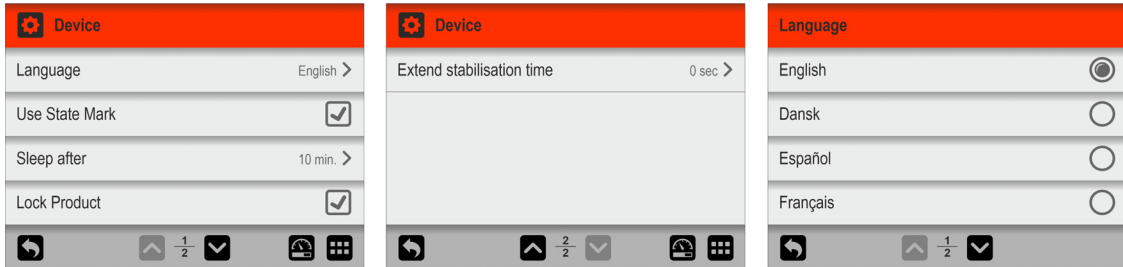 Device
Language English
Use State Mark
Sleep after 10 min.
Lock Product
1/2
Device
Extend stabilisation time 0 sec
2/2
Language
English
Dansk
Español
Français
1/2